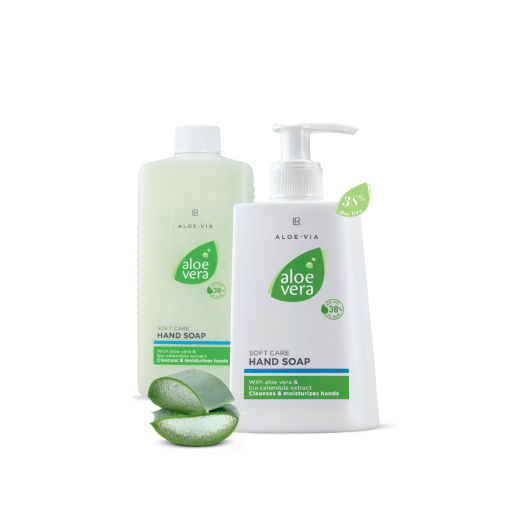 LR
ALOE·VIA
aloe
vera
38%
SOFT CARE
HAND SOAP
With aloe vera &
bio calendula extract
Cleanses & moisturizes hands
38%
Aloe Vera
LR
ALOE·VIA
aloe
vera
38%
SOFT CARE
HAND SOAP
With aloe vera &
bio calendula extract
Cleanses & moisturizes hands